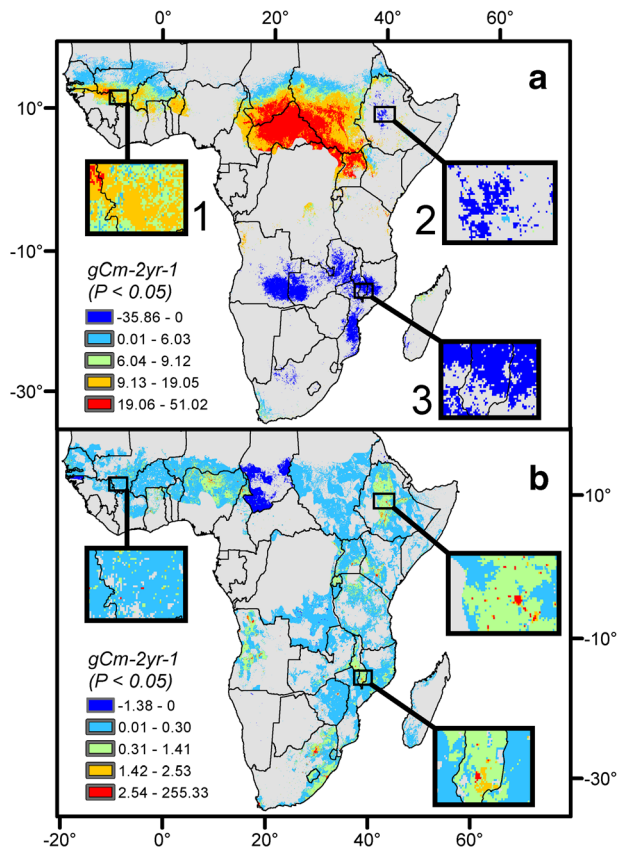 0° 20° 40° 60°
a
10°
1
2
-10°
gCm-2yr-1
(P < 0.05)
-35.86 - 0
0.01 - 6.03
6.04 - 9.12
9.13 - 19.05
19.06 - 51.02
3
-30°
b
10°
-10°
gCm-2yr-1
(P < 0.05)
-1.38 - 0
0.01 - 0.30
0.31 - 1.41
1.42 - 2.53
2.54 - 255.33
-30°
-20° 0° 20° 40° 60°